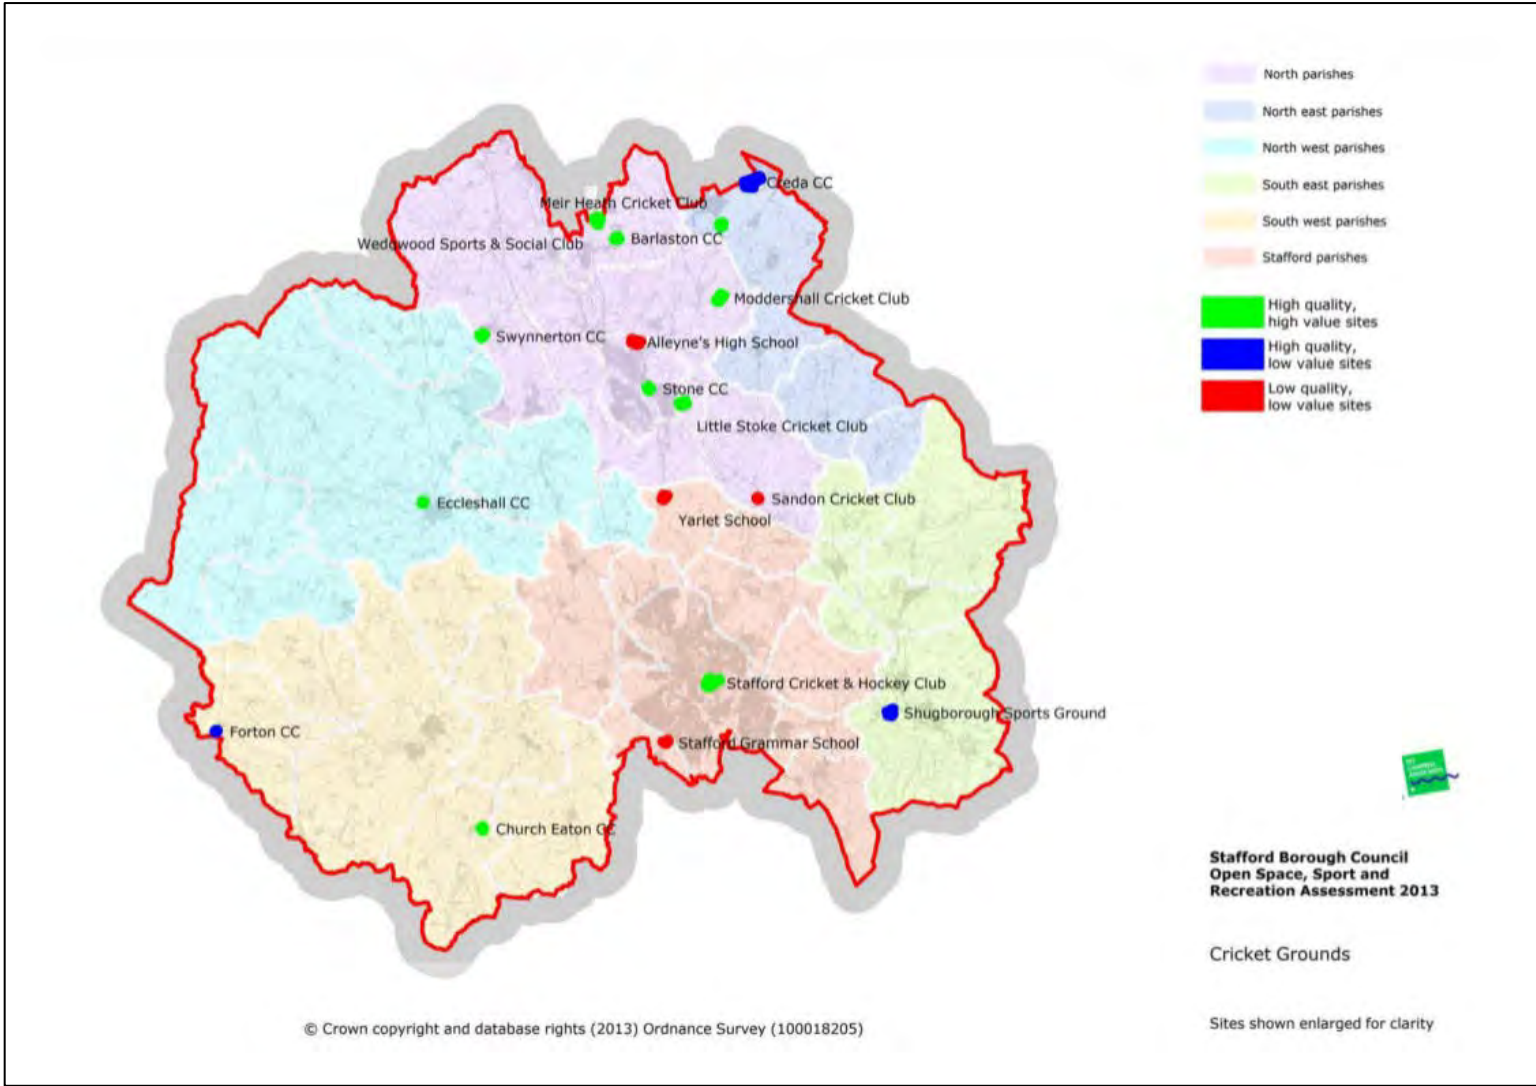 North parishes
North east parishes
North west parishes
South east parishes
South west parishes
Stafford parishes
High quality,
high value sites
High quality,
low value sites
Low quality,
low value sites
Creda CC
Meir Heath Cricket Club
Barlaston CC
Wedgwood Sports & Social Club
Moddershall Cricket Club
Swynnerton CC
Alleyne's High School
Stone CC
Little Stoke Cricket Club
Eccleshall CC
Sandon Cricket Club
Yarlet School
Stafford Cricket & Hockey Club
Shugborough Sports Ground
Forton CC
Stafford Grammar School
Church Eaton CC
Stafford Borough Council
Open Space, Sport and
Recreation Assessment 2013
Cricket Grounds
Sites shown enlarged for clarity
© Crown copyright and database rights (2013) Ordnance Survey (100018205)